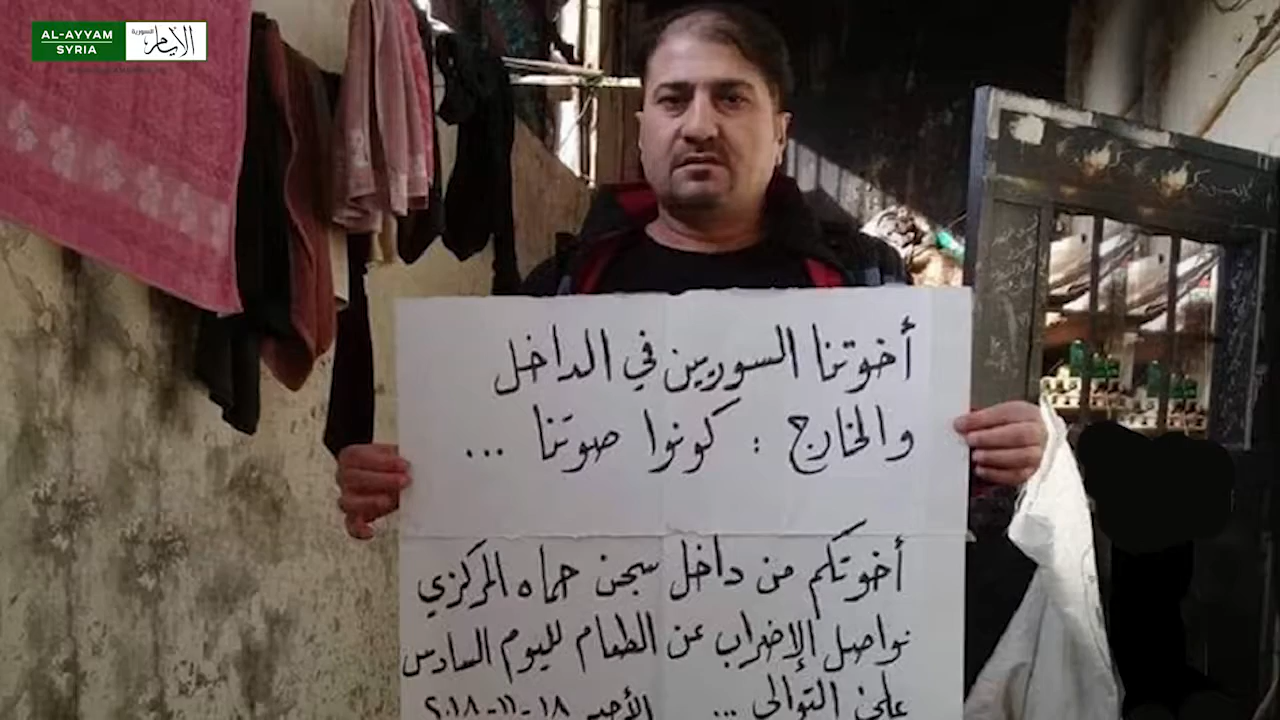 AL-AYYAM
SYRIA
الأيام
السورية
أخوتنا السوريين في الداخل
والخارج : كونوا صوتنا ...
أخوتكم من داخل سجن حماه المركزي
نواصل الإضراب عن الطعام لليوم السادس
على التوالي ... الأحد ١٨-١١-٢٠١٨